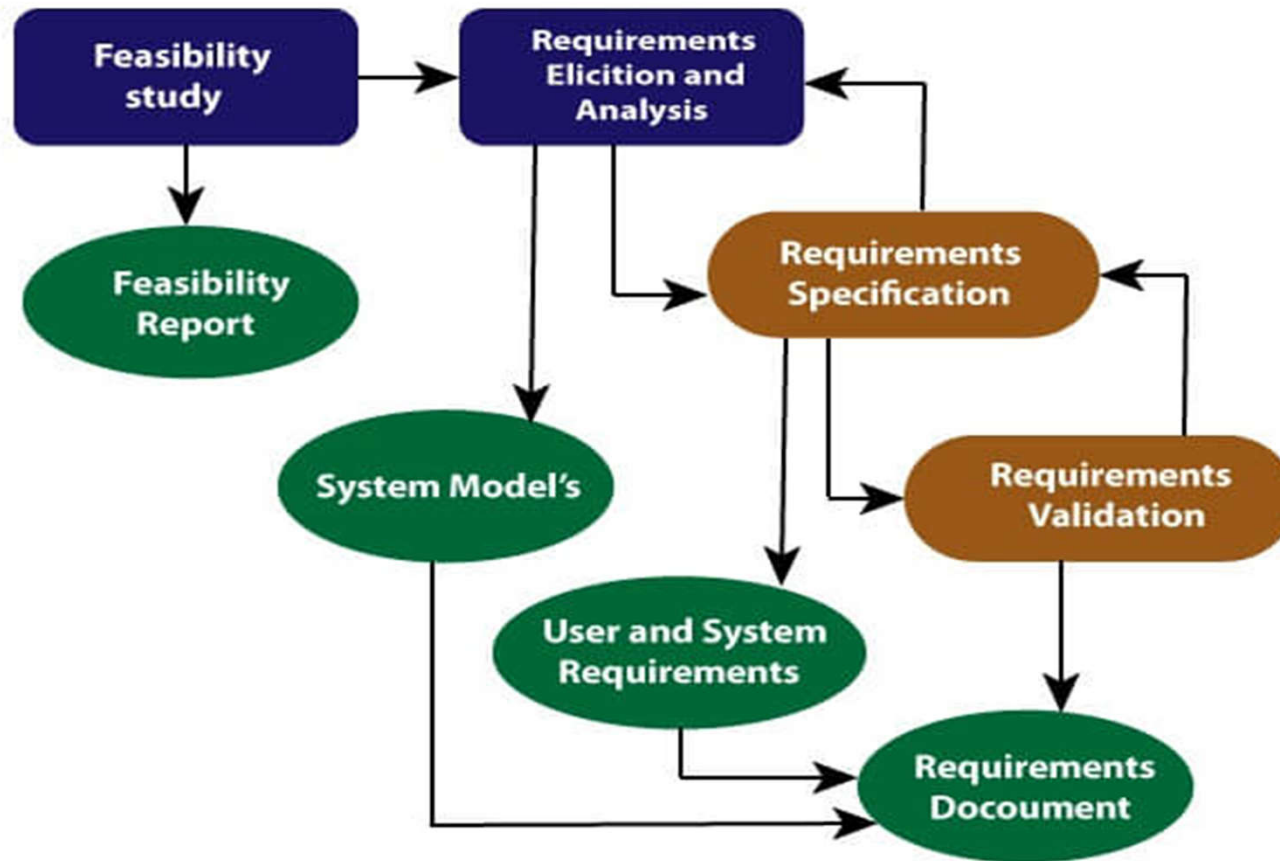 Feasibility
study
Requirements
Elicition and
Analysis
Requirements
Specification
Feasibility
Report
System Model's
Requirements
Validation
User and System
Requirements
Requirements
Docoument